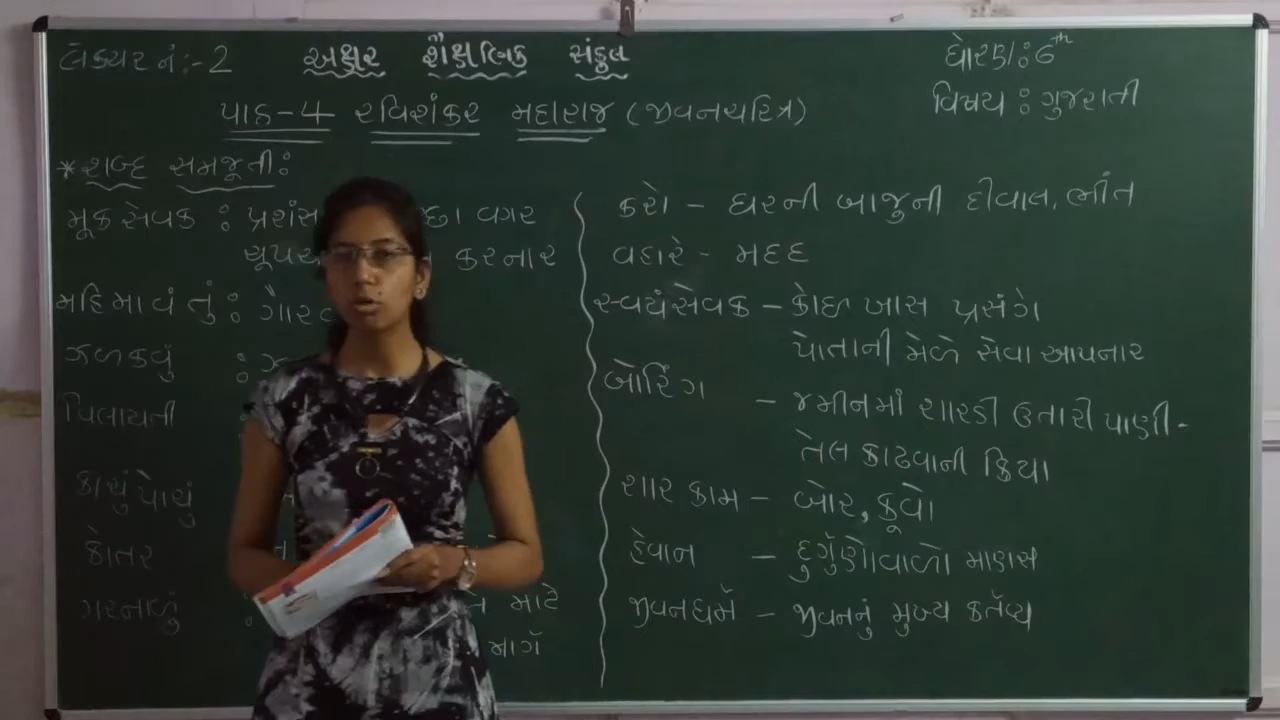 લેક્ચર નં:-2
અક્ષર શૈક્ષણિક સંકુલ
ધોરણ : 6th
વિષય : ગુજરાતી
પાઠ-4 રવિશંકર મહારાજ (જીવનચરિત્ર)
*શબ્દ સમજૂતી:
મૂકસેવક : વગર
કરનાર
મહિમાવંતું :
ઝળકવું :
પિલાયતી
કાચુંપોચું
કોતર
ગરનાળું : માટે
માર્ગ
કરો - ઘરની બાજુની દીવાલ, ભીંત
વહારે - મદદ
સ્વયંસેવક - કોઈ ખાસ પ્રસંગે
પોતાની મેળે સેવા આપનાર
બોરિંગ - જમીનમાં શારડી ઉતારી પાણી-
તેલ કાઢવાની ક્રિયા
શાર કામ - બોર, કૂવો
હેવાન - દુર્ગુણોવાળો માણસ
જીવનધર્મ - જીવનનું મુખ્ય કર્તવ્ય